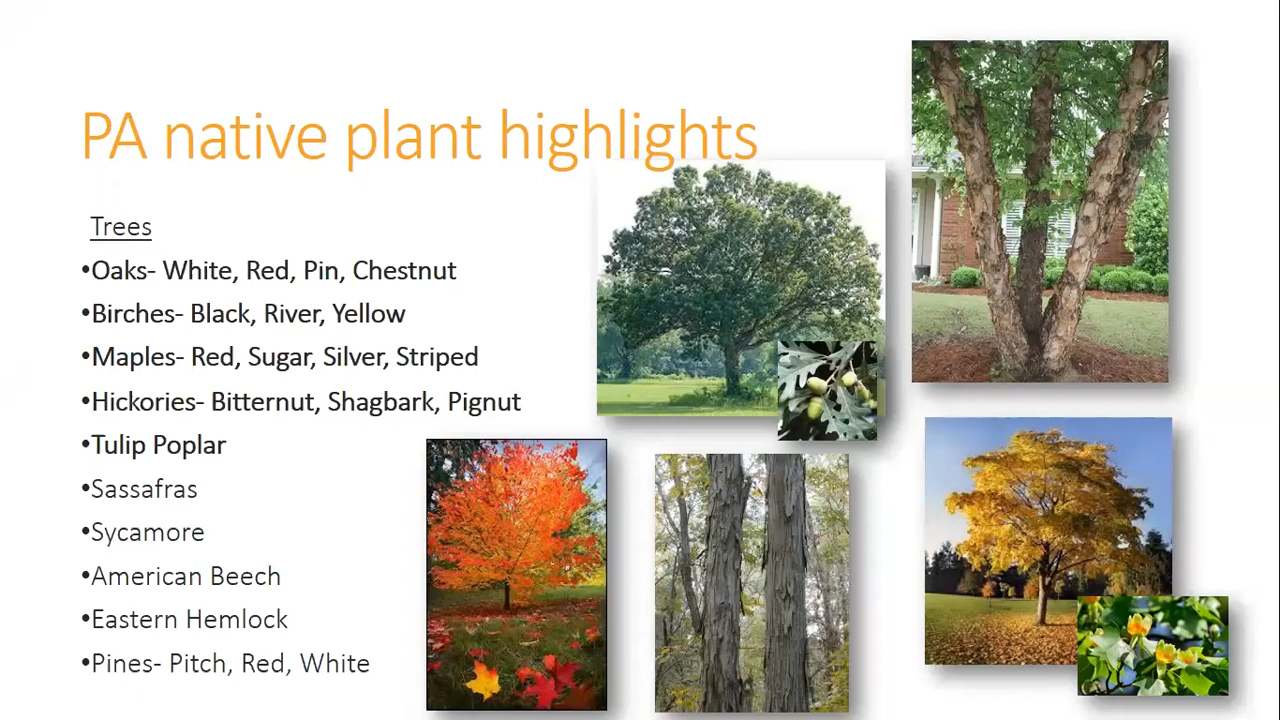 PA native plant highlights
Trees
•Oaks- White, Red, Pin, Chestnut
•Birches- Black, River, Yellow
•Maples- Red, Sugar, Silver, Striped
•Hickories- Bitternut, Shagbark, Pignut
•Tulip Poplar
•Sassafras
•Sycamore
•American Beech
•Eastern Hemlock
•Pines- Pitch, Red, White